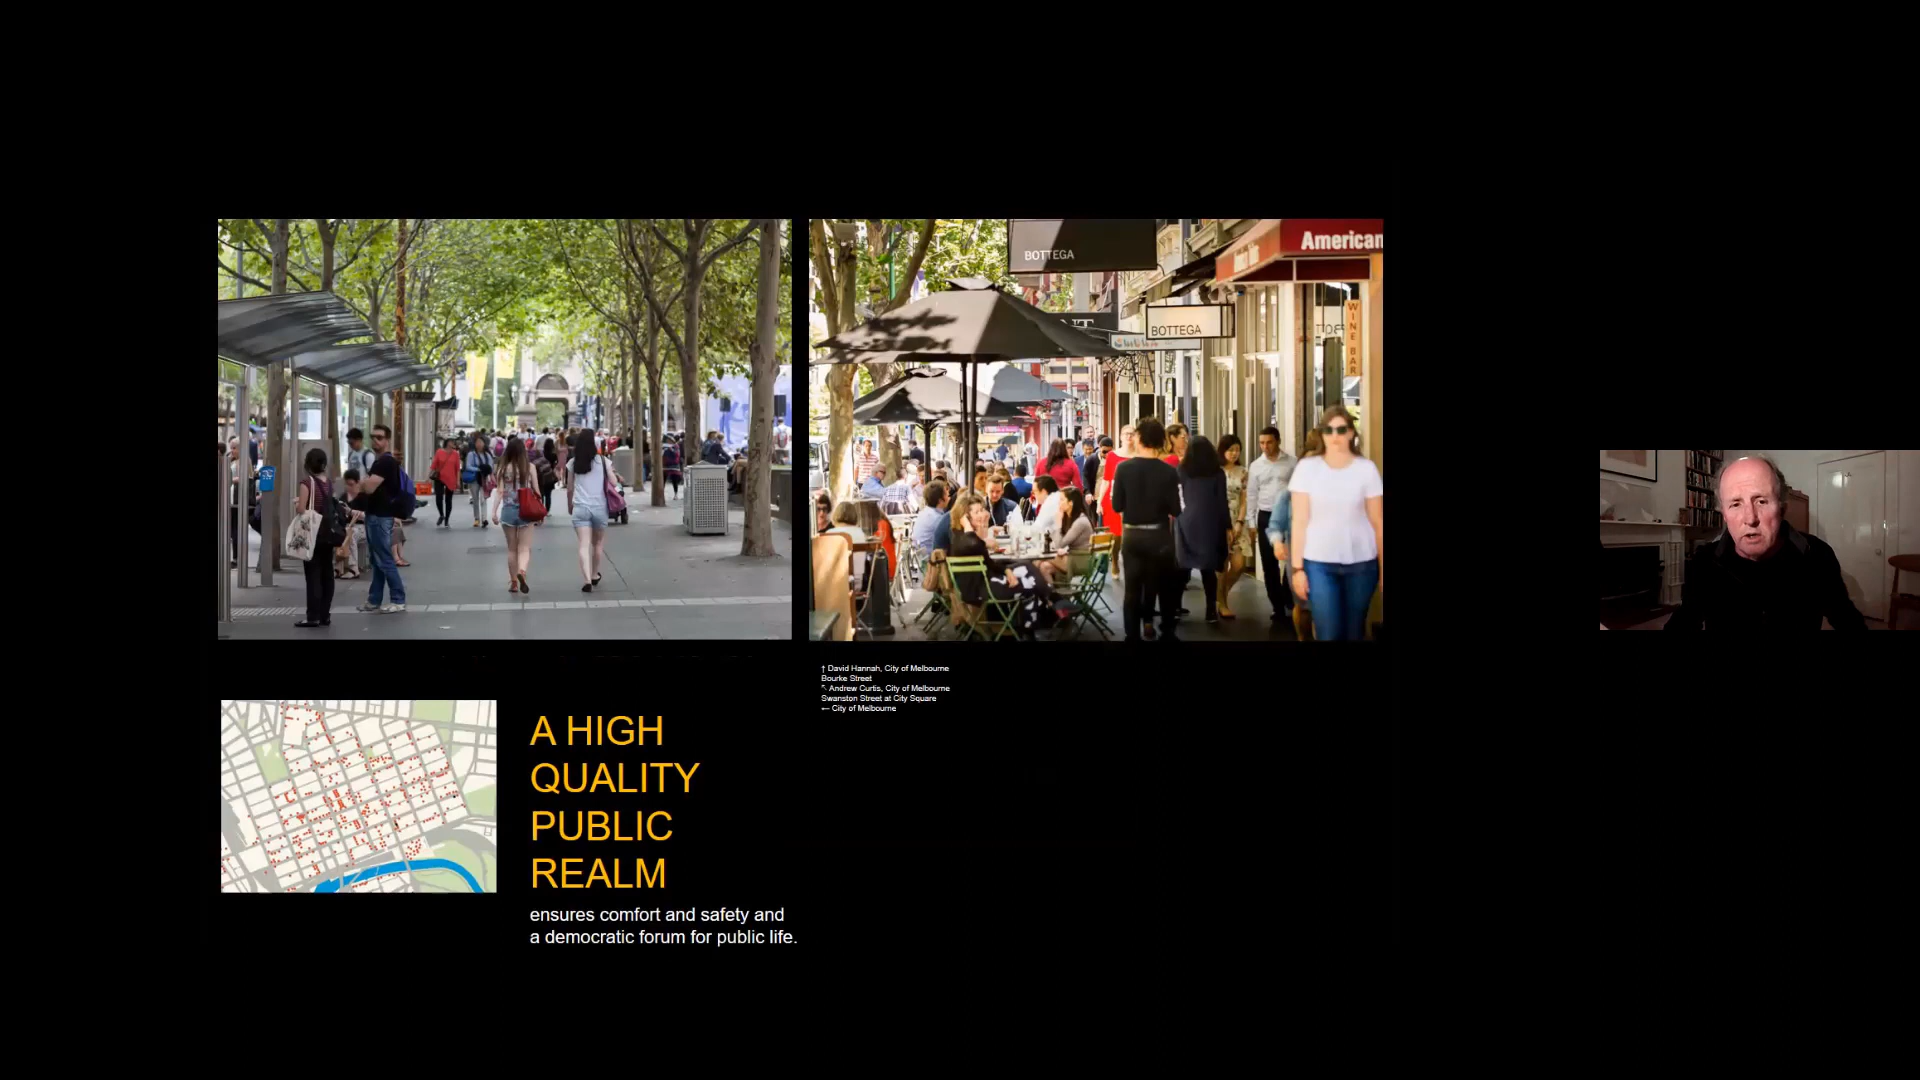 American
BOTTEGA
BOTTEGA
WINE BAR
† David Hannah, City of Melbourne
Bourke Street
↖ Andrew Curtis, City of Melbourne
Swanston Street at City Square
← City of Melbourne
A HIGH
QUALITY
PUBLIC
REALM
ensures comfort and safety and
a democratic forum for public life.